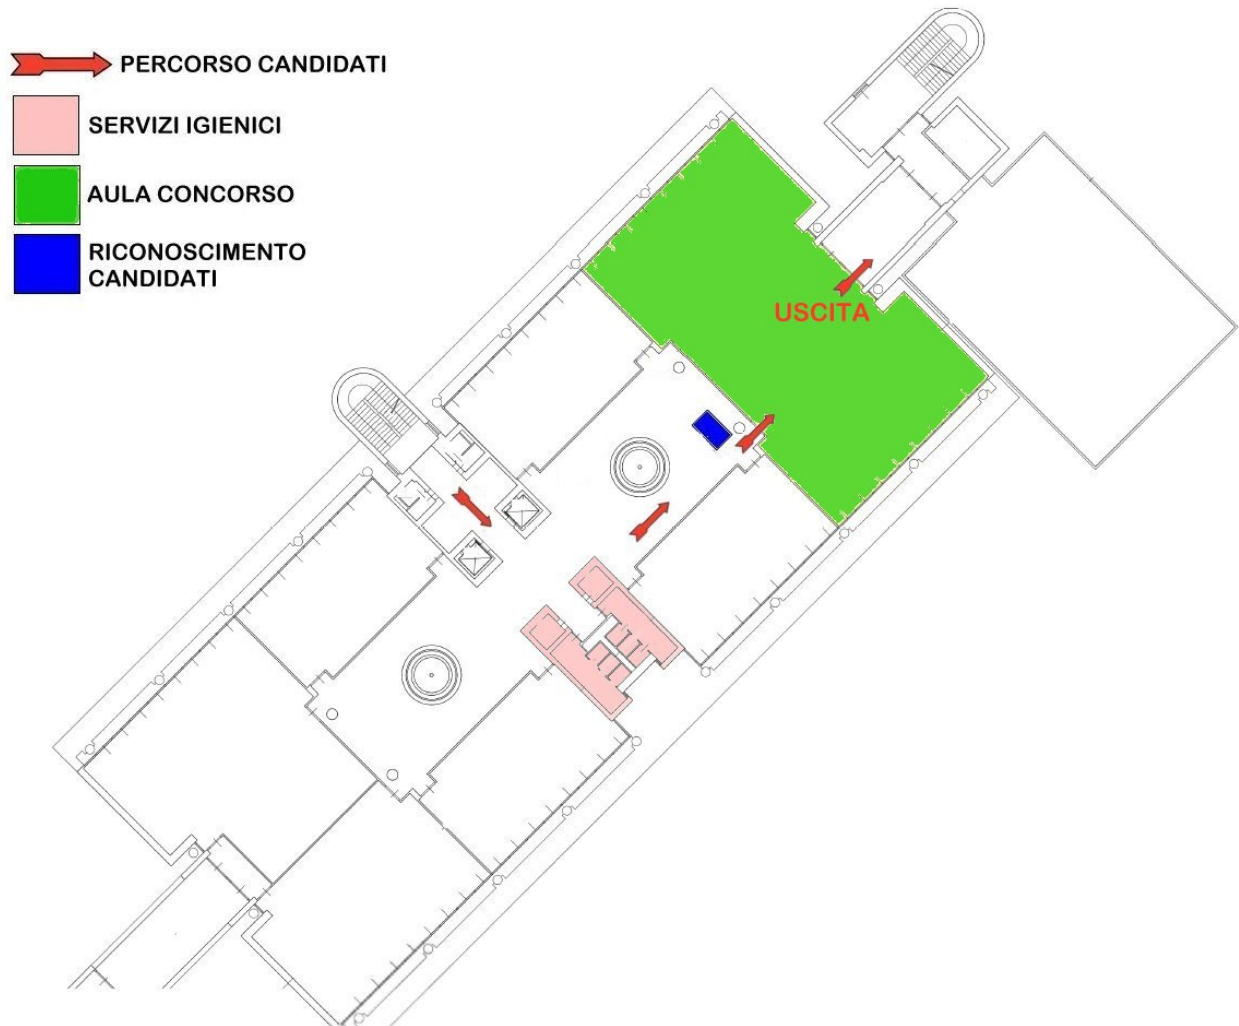 PERCORSO CANDIDATI
SERVIZI IGIENICI
AULA CONCORSO
RICONOSCIMENTO
CANDIDATI
USCITA